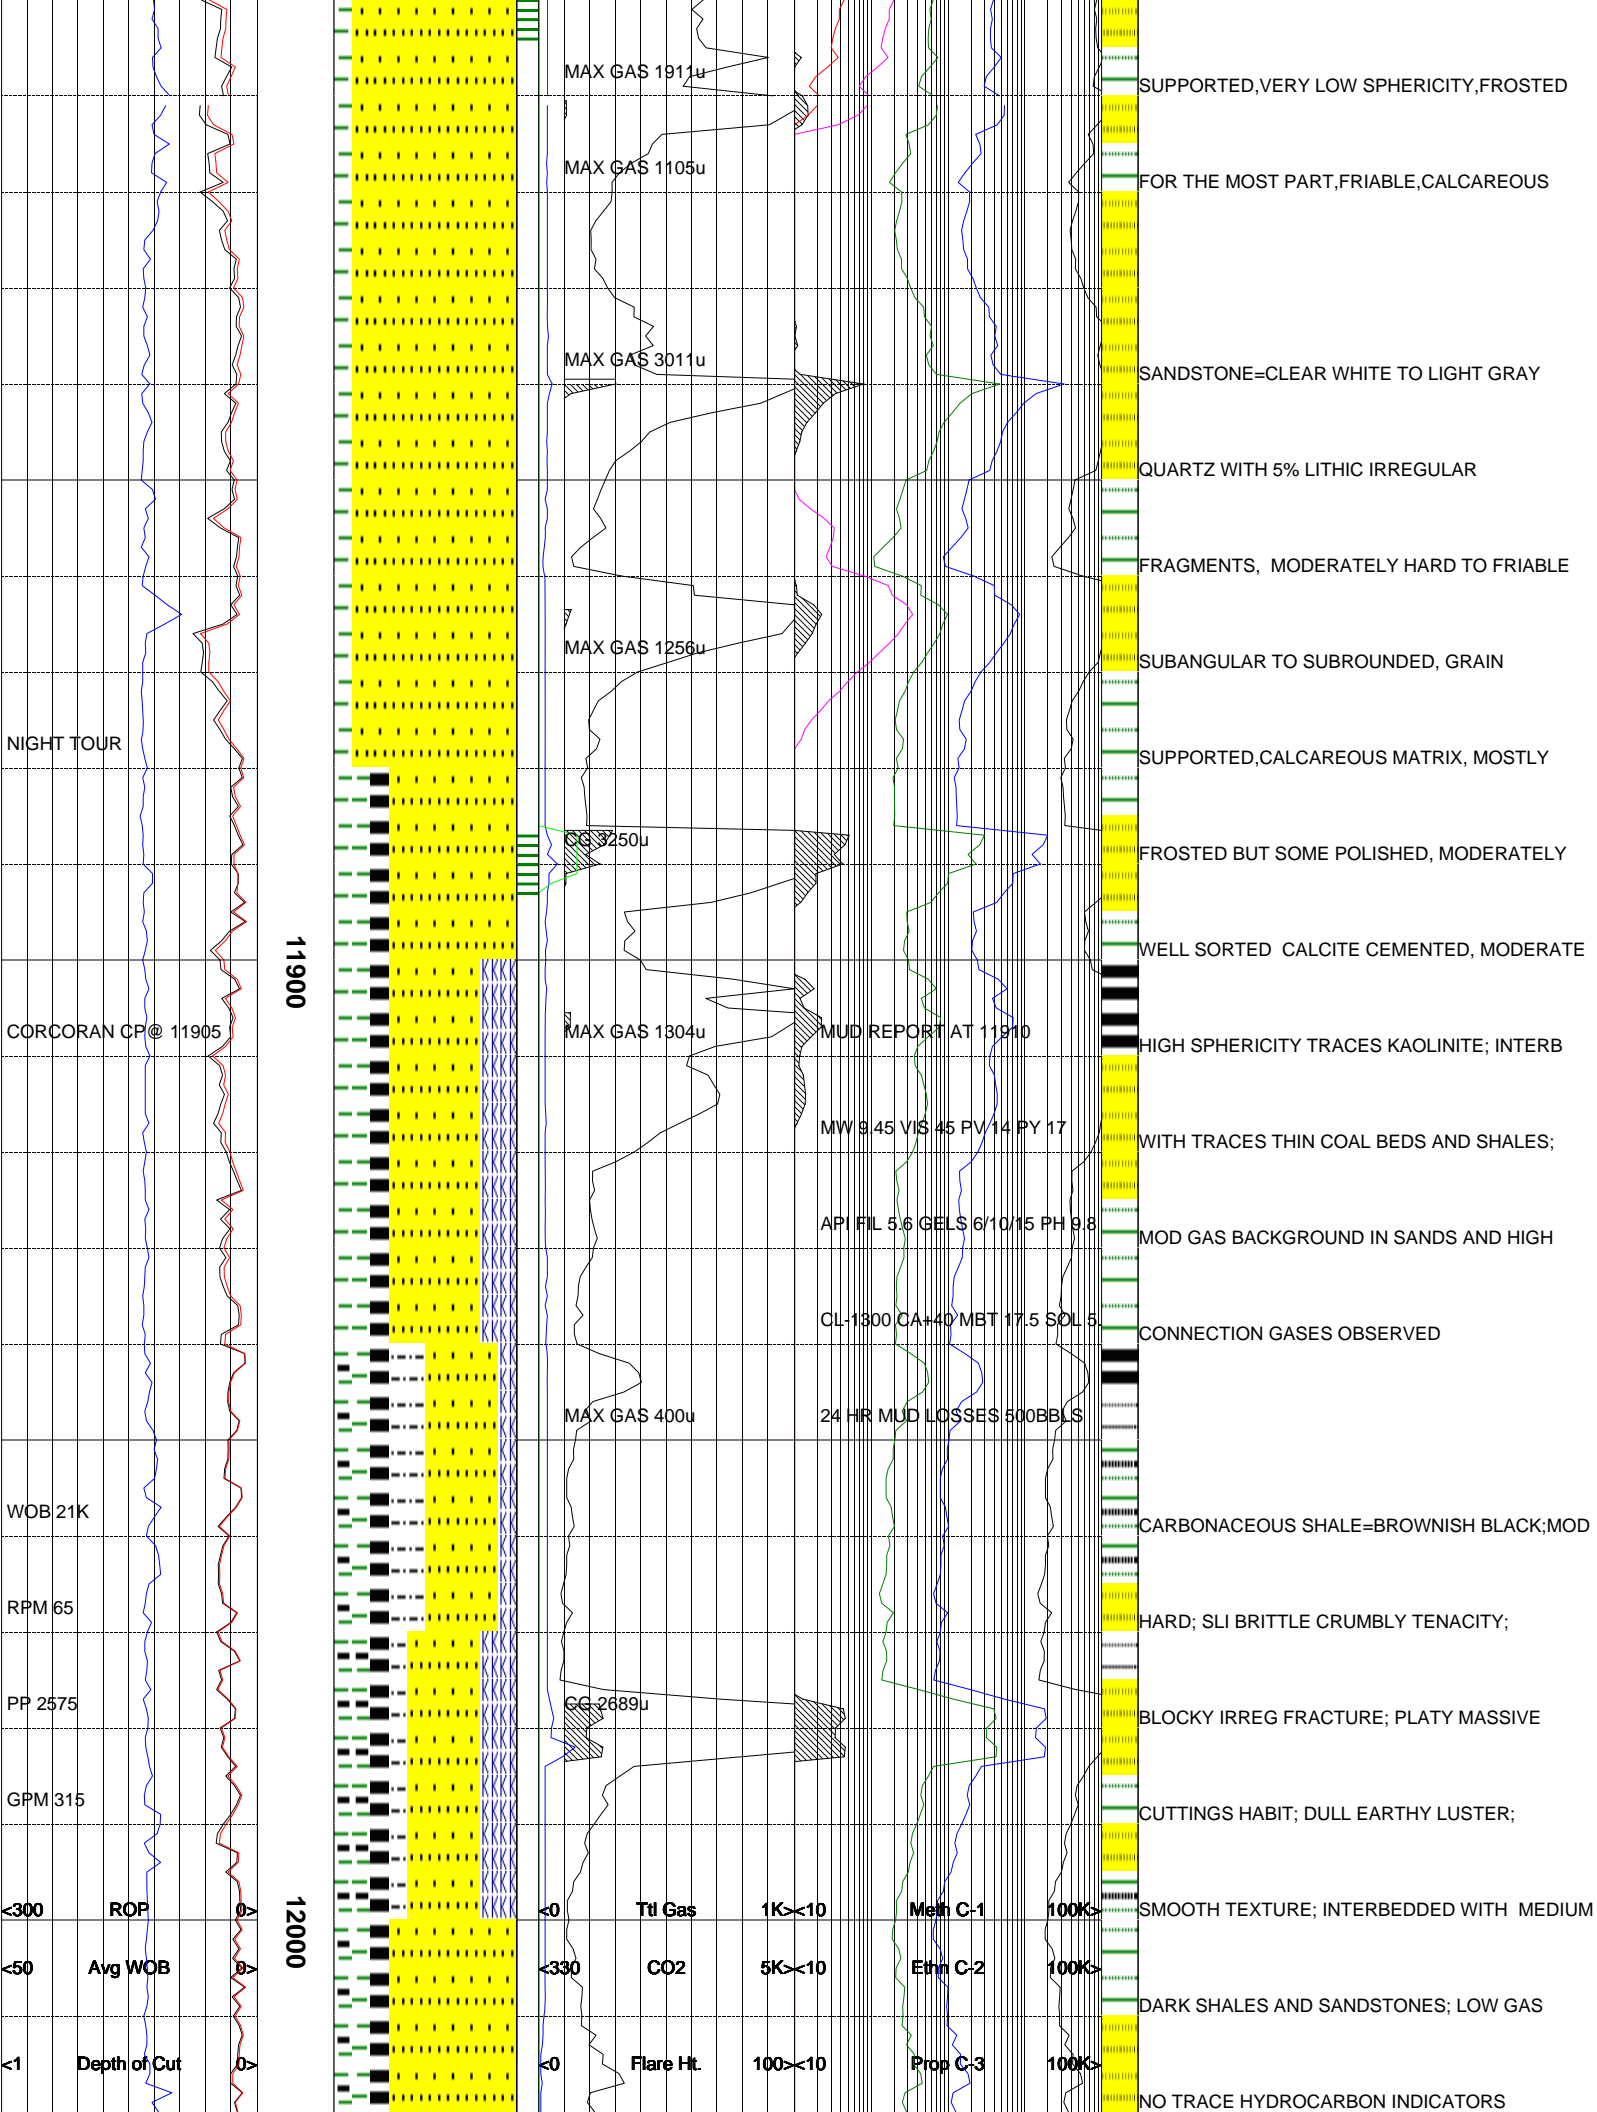 MAX GAS 1911u
SUPPORTED,VERY LOW SPHERICITY,FROSTED
MAX GAS 1105u
FOR THE MOST PART,FRIABLE,CALCAREOUS
MAX GAS 3011u
SANDSTONE=CLEAR WHITE TO LIGHT GRAY
QUARTZ WITH 5% LITHIC IRREGULAR
FRAGMENTS,  MODERATELY HARD TO FRIABLE
MAX GAS 1256u
SUBANGULAR TO SUBROUNDED, GRAIN
NIGHT TOUR
SUPPORTED,CALCAREOUS MATRIX, MOSTLY
CG 3250u
FROSTED BUT SOME POLISHED, MODERATELY
WELL SORTED  CALCITE CEMENTED, MODERATE
11900
CORCORAN CP@ 11905
MAX GAS 1304u
MUD REPORT AT 11910
HIGH SPHERICITY TRACES KAOLINITE; INTERB
MW 9.45 VIS 45 PV 14 PY 17
WITH TRACES THIN COAL BEDS AND SHALES;
API FIL 5.6 GELS 6/10/15 PH 9.8
MOD GAS BACKGROUND IN SANDS AND HIGH
CL-1300 CA+40 MBT 17.5 SOL 5.
CONNECTION GASES OBSERVED
MAX GAS 400u
24 HR MUD LOSSES 500BBLS
WOB 21K
CARBONACEOUS SHALE=BROWNISH BLACK;MOD
RPM 65
HARD; SLI BRITTLE CRUMBLY TENACITY;
PP 2575
CG 2689u
BLOCKY IRREG FRACTURE; PLATY MASSIVE
GPM 315
CUTTINGS HABIT; DULL EARTHY LUSTER;
<300 ROP 0>
<0 Ttl Gas 1K>
<10 Meth C-1 100K>
SMOOTH TEXTURE; INTERBEDDED WITH  MEDIUM
12000
<50 Avg WOB 0>
<330 CO2 5K>
<10 Ethn C-2 100K>
DARK SHALES AND SANDSTONES; LOW GAS
<1 Depth of Cut 0>
<0 Flare Ht. 100>
<10 Prop C-3 100K>
NO TRACE HYDROCARBON INDICATORS